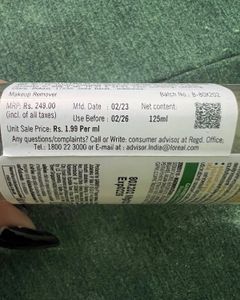 Makeup Remover
Batch No.: B-80X202
MRP: Rs. 249.00 Mfd. Date : 02/23 Net content:
(incl. of all taxes) Use Before : 02/26 125ml
Unit Sale Price: Rs. 1.99 Per ml
Any questions/complaints? Call or Write: consumer advisor at Regd. Office;
Tel.: 1800 22 3000 or E-mail at : advisor.india@loreal.com